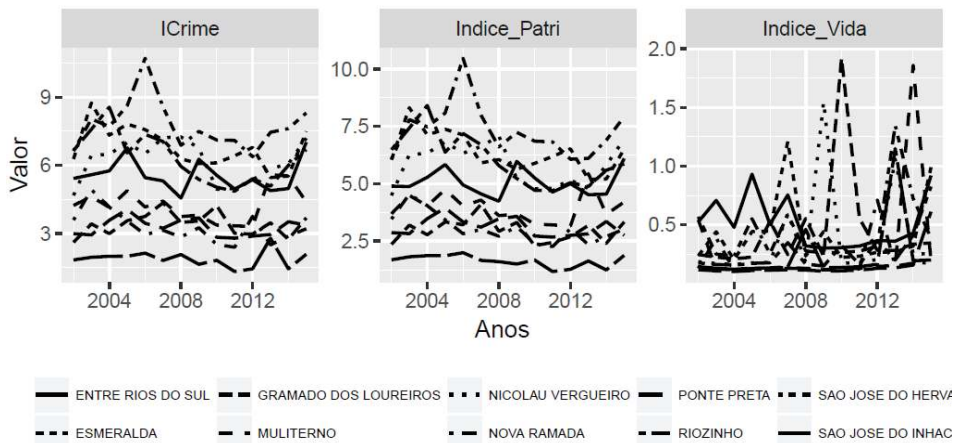 ICrime Indice_Patri Indice_Vida
2.0
10.0
9
1.5
7.5
6
1.0
5.0
3
0.5
2.5
2004 2008 2012 2004 2008 2012 2004 2008 2012
Valor
Anos
ENTRE RIOS DO SUL GRAMADO DOS LOUREIROS NICOLAU VERGUEIRO PONTE PRETA SAO JOSE DO HERVA
ESMERALDA MULITERNO NOVA RAMADA RIOZINHO SAO JOSE DO INHAC